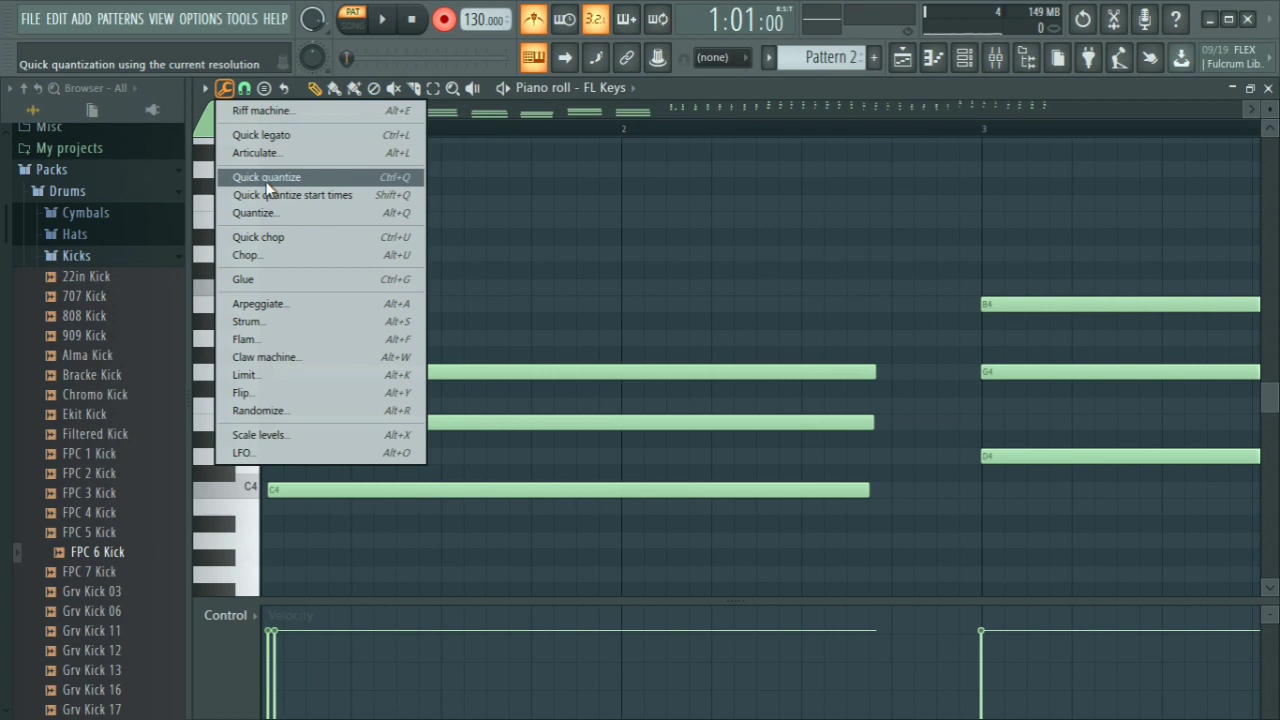 FILE EDIT ADD PATTERNS VIEW OPTIONS TOOLS HELP
PAT
SONG
130.000
3.2.
1:01:00
B:S:T
4
149 MB
0
Quick quantization using the current resolution
(none)
Pattern 2
+
09/19 FLEX
Fulcrum Lib..
Browser - All
Piano roll - FL Keys
Misc
My projects
Packs
Drums
Cymbals
Hats
Kicks
22in Kick
707 Kick
808 Kick
909 Kick
Alma Kick
Bracke Kick
Chromo Kick
Ekit Kick
Filtered Kick
FPC 1 Kick
FPC 2 Kick
FPC 3 Kick
FPC 4 Kick
FPC 5 Kick
FPC 6 Kick
FPC 7 Kick
Grv Kick 03
Grv Kick 06
Grv Kick 11
Grv Kick 12
Grv Kick 13
Grv Kick 16
Grv Kick 17
Riff machine... Alt+E
Quick legato Ctrl+L
Articulate... Alt+L
Quick quantize Ctrl+Q
Quick quantize start times Shift+Q
Quantize... Alt+Q
Quick chop Ctrl+U
Chop... Alt+U
Glue Ctrl+G
Arpeggiate... Alt+A
Strum... Alt+S
Flam... Alt+F
Claw machine... Alt+W
Limit... Alt+K
Flip... Alt+Y
Randomize... Alt+R
Scale levels... Alt+X
LFO... Alt+O
2
3
B4
G4
D4
C4
C4
Control
Velocity